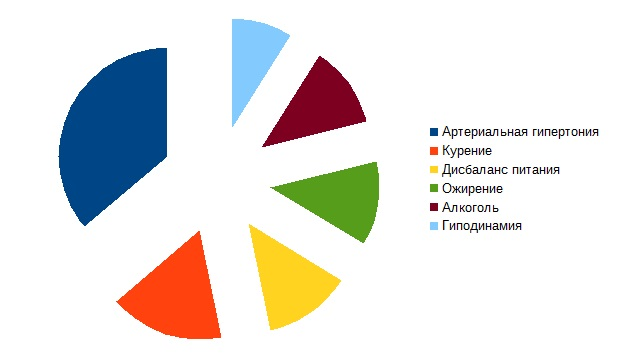 Артериальная гипертония
Курение
Дисбаланс питания
Ожирение
Алкоголь
Гиподинамия